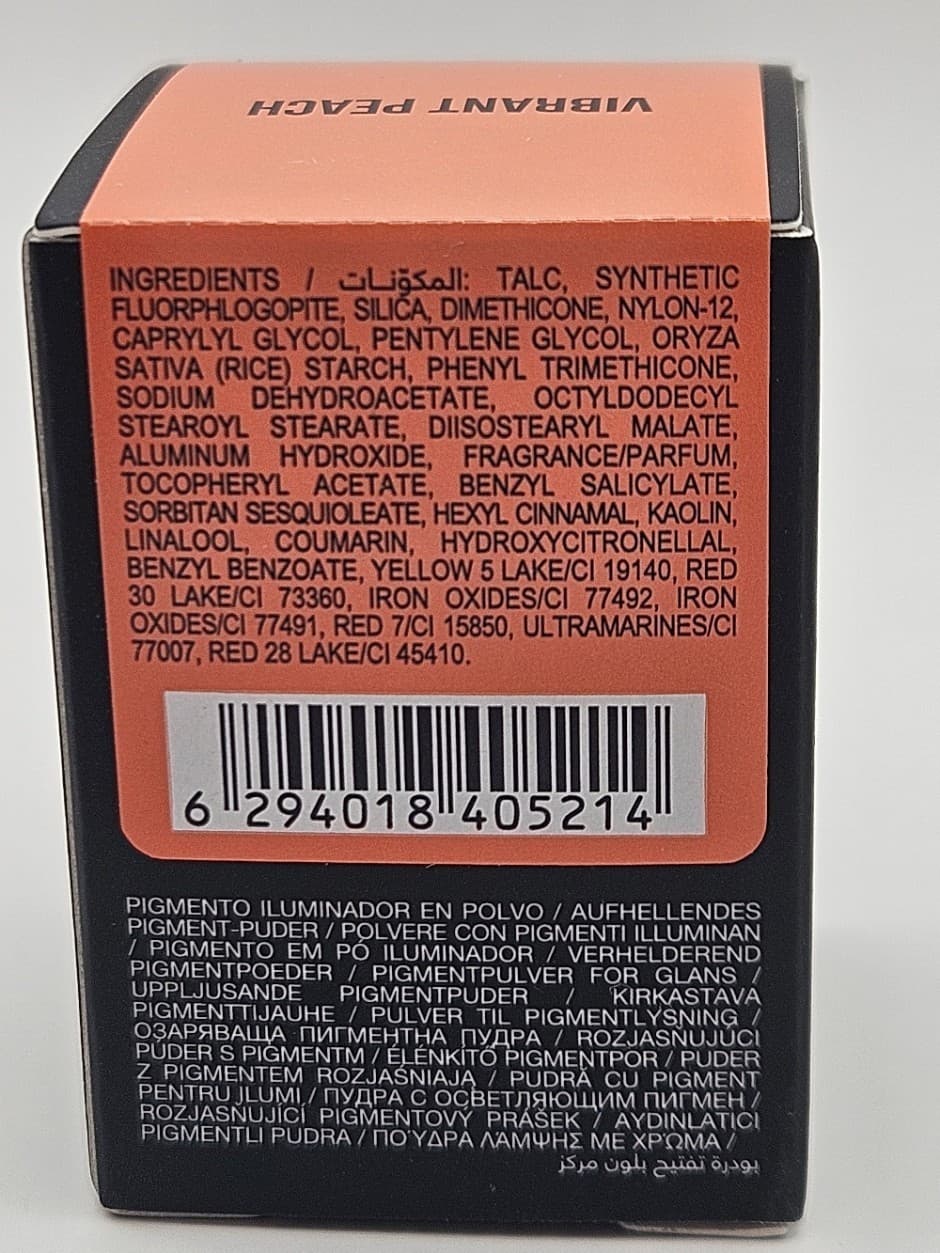 VIBRANT PEACH
INGREDIENTS / المكوّنات: TALC, SYNTHETIC
FLUORPHLOGOPITE, SILICA, DIMETHICONE, NYLON-12,
CAPRYLYL GLYCOL, PENTYLENE GLYCOL, ORYZA
SATIVA (RICE) STARCH, PHENYL TRIMETHICONE,
SODIUM DEHYDROACETATE, OCTYLDODECYL
STEAROYL STEARATE, DIISOSTEARYL MALATE,
ALUMINUM HYDROXIDE, FRAGRANCE/PARFUM,
TOCOPHERYL ACETATE, BENZYL SALICYLATE,
SORBITAN SESQUIOLEATE, HEXYL CINNAMAL, KAOLIN,
LINALOOL, COUMARIN, HYDROXYCITRONELLAL,
BENZYL BENZOATE, YELLOW 5 LAKE/CI 19140, RED
30 LAKE/CI 73360, IRON OXIDES/CI 77492, IRON
OXIDES/CI 77491, RED 7/CI 15850, ULTRAMARINES/CI
77007, RED 28 LAKE/CI 45410.
6 294018 405214
PIGMENTO ILUMINADOR EN POLVO / AUFHELLENDES
PIGMENT-PUDER / POLVERE CON PIGMENTI ILLUMINAN
/ PIGMENTO EM PÓ ILUMINADOR / VERHELDEREND
PIGMENTPOEDER / PIGMENTPULVER FOR GLANS /
UPPLJUSANDE PIGMENTPUDER / KIRKASTAVA
PIGMENTTIJAUHE / PULVER TIL PIGMENTLYSNING /
ОЗАРЯВАЩА ПИГМЕНТНА ПУДРА / ROZJASŇUJÚCI
PÚDER S PIGMENTM / ÉLÉNKÍTŐ PIGMENTPOR / PUDER
Z PIGMENTEM ROZJAŚNIAJĄ / PUDRĂ CU PIGMENT
PENTRU JLUMI / ПУДРА С ОСВЕТЛЯЮЩИМ ПИГМЕН /
ROZJASŇUJÍCÍ PIGMENTOVÝ PRÁŠEK / AYDINLATICI
PIGMENTLI PUDRA / ΠΟΎΔΡΑ ΛΆΜΨΗΣ ΜΕ ΧΡΏΜΑ /
بودرة تفتيح بلون مركز